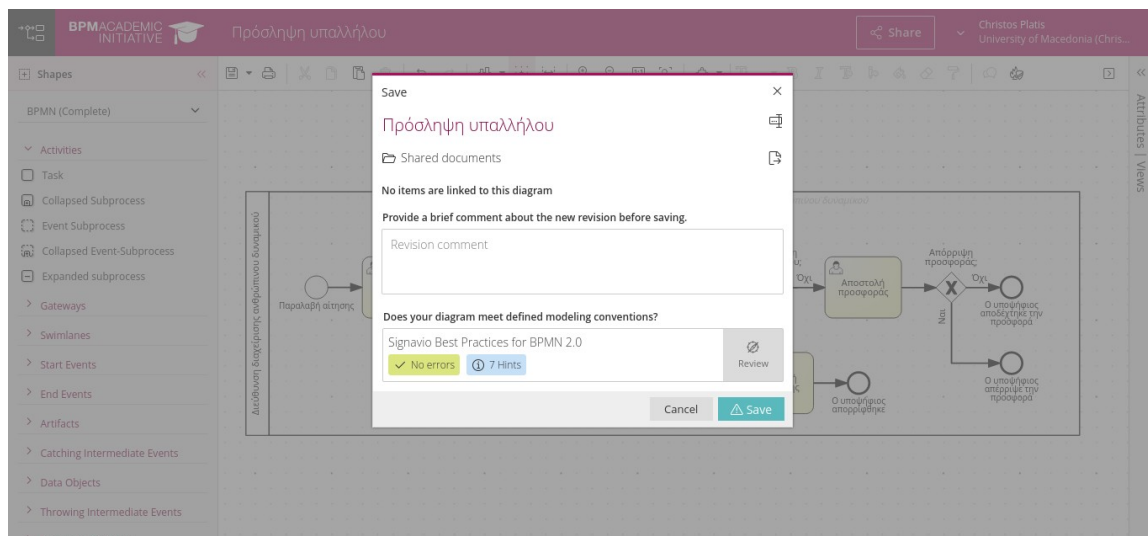 BPMACADEMIC
INITIATIVE
Πρόσληψη υπαλλήλου
Share
Christos Platis
University of Macedonia (Chris...
Shapes
BPMN (Complete)
Activities
Task
Collapsed Subprocess
Event Subprocess
Collapsed Event-Subprocess
Expanded subprocess
Gateways
Swimlanes
Start Events
End Events
Artifacts
Catching Intermediate Events
Data Objects
Throwing Intermediate Events
Save
Πρόσληψη υπαλλήλου
Shared documents
No items are linked to this diagram
Provide a brief comment about the new revision before saving.
Revision comment
Does your diagram meet defined modeling conventions?
Signavio Best Practices for BPMN 2.0
No errors
7 Hints
Review
Cancel
Save
Διεύθυνση διαχείρισης ανθρώπινου δυναμικού
Παραλαβή αίτησης
Όχι
Αποστολή
προσφοράς
Απόρριψη
προσφοράς;
Όχι
Ναι
Ο υποψήφιος
αποδέχτηκε την
προσφορά
Ο υποψήφιος
απέρριψε την
προσφορά
Ο υποψήφιος
απορρίφθηκε
Attributes | Views